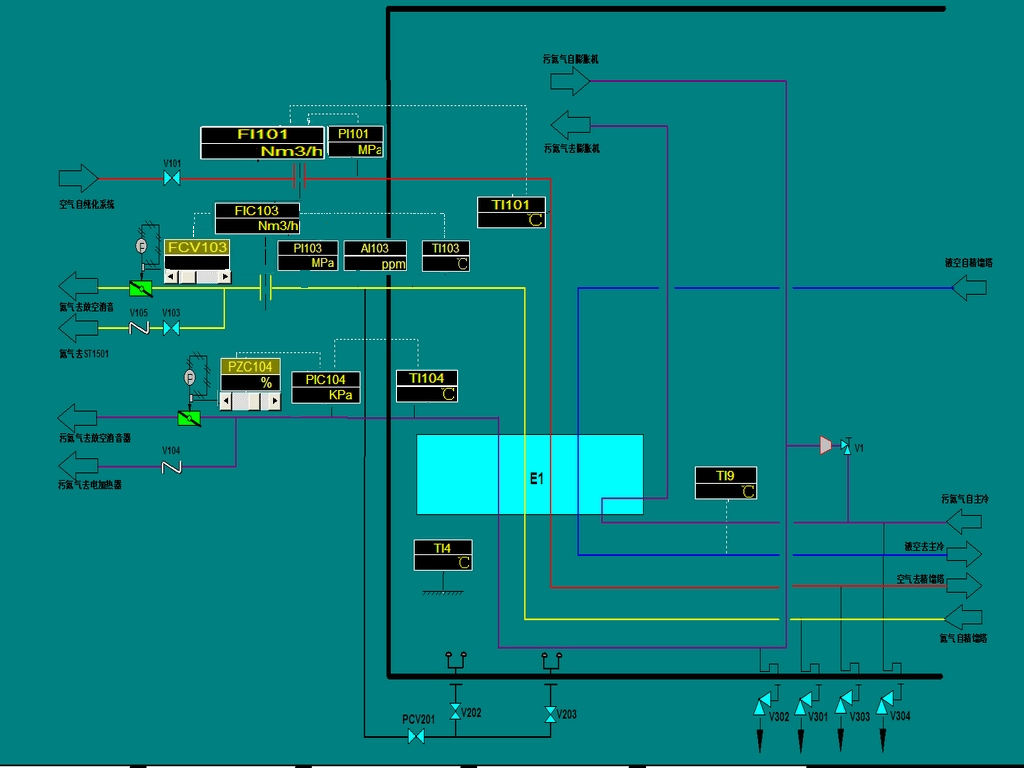 污氮气自膨胀机
污氮气去膨胀机
FI101
Nm3/h
PI101
MPa
V101
空气自纯化系统
TI101
℃
FIC103
Nm3/h
F
FCV103
PI103
MPa
AI103
ppm
TI103
℃
液空自精馏塔
氮气去放空消音
V105
V103
氮气去ST1501
P
PZC104
%
PIC104
KPa
TI104
℃
污氮气去放空消音器
V104
污氮气去电加热器
E1
V1
TI9
℃
污氮气自主冷
TI4
℃
液空去主冷
空气去精馏塔
氮气自精馏塔
PCV201
V202
V203
V302
V301
V303
V304